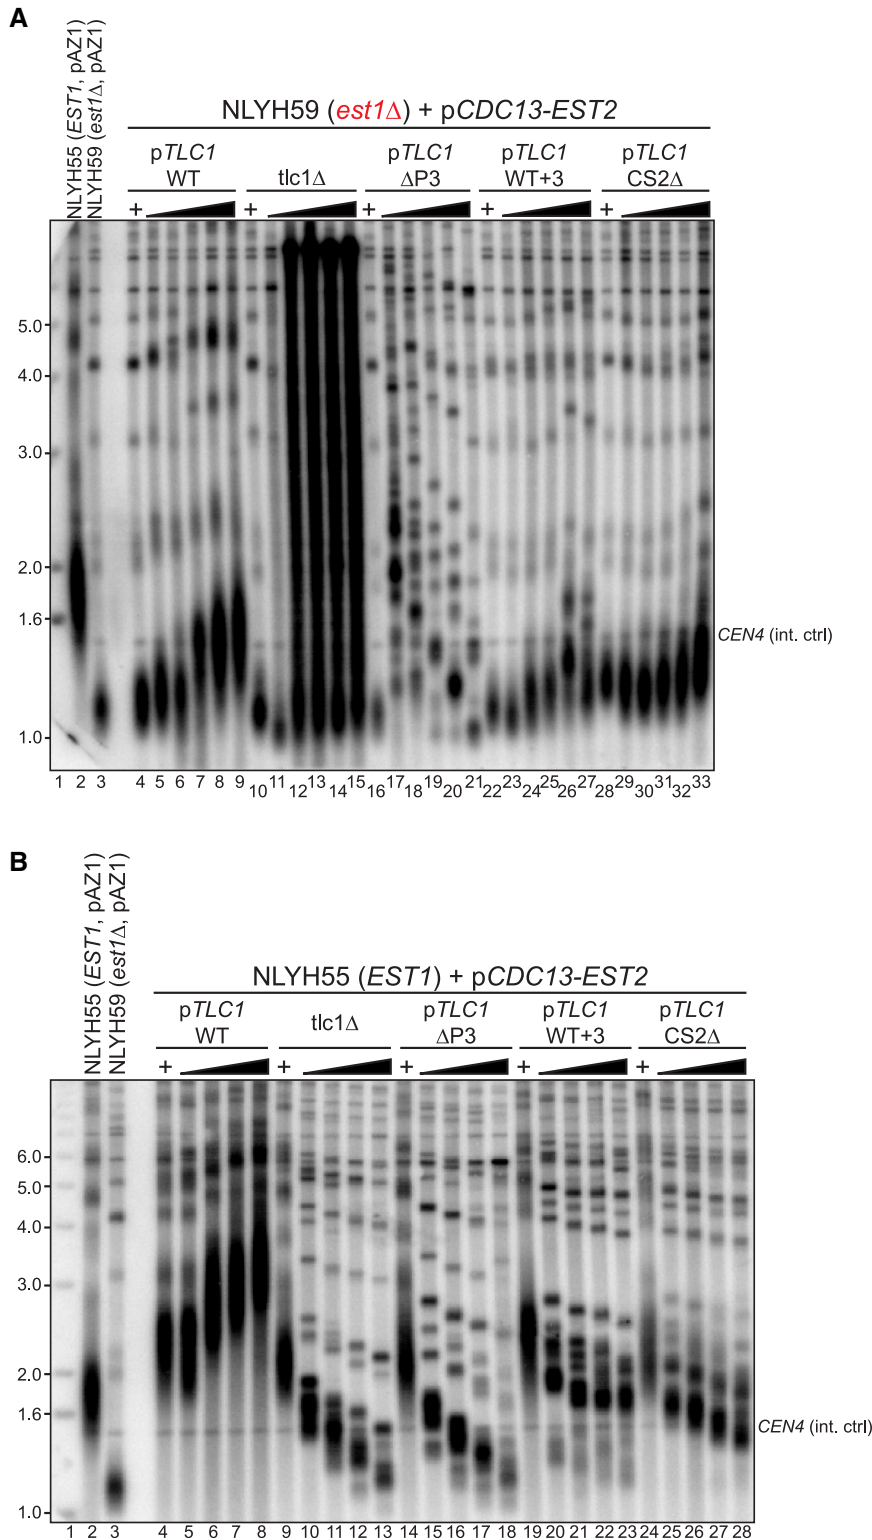 A
NLYH55 (EST1, pAZ1)
NLYH59 (est1Δ, pAZ1)
NLYH59 (est1Δ) + pCDC13-EST2
pTLC1 WT
tlc1Δ
pTLC1 ΔP3
pTLC1 WT+3
pTLC1 CS2Δ
+ + + + +
5.0
4.0
3.0
2.0
1.6
1.0
CEN4 (int. ctrl)
1 2 3 4 5 6 7 8 9 10 11 12 13 14 15 16 17 18 19 20 21 22 23 24 25 26 27 28 29 30 31 32 33
B
NLYH55 (EST1, pAZ1)
NLYH59 (est1Δ, pAZ1)
NLYH55 (EST1) + pCDC13-EST2
pTLC1 WT
tlc1Δ
pTLC1 ΔP3
pTLC1 WT+3
pTLC1 CS2Δ
+ + + + +
6.0
5.0
4.0
3.0
2.0
1.6
1.0
CEN4 (int. ctrl)
1 2 3 4 5 6 7 8 9 10 11 12 13 14 15 16 17 18 19 20 21 22 23 24 25 26 27 28